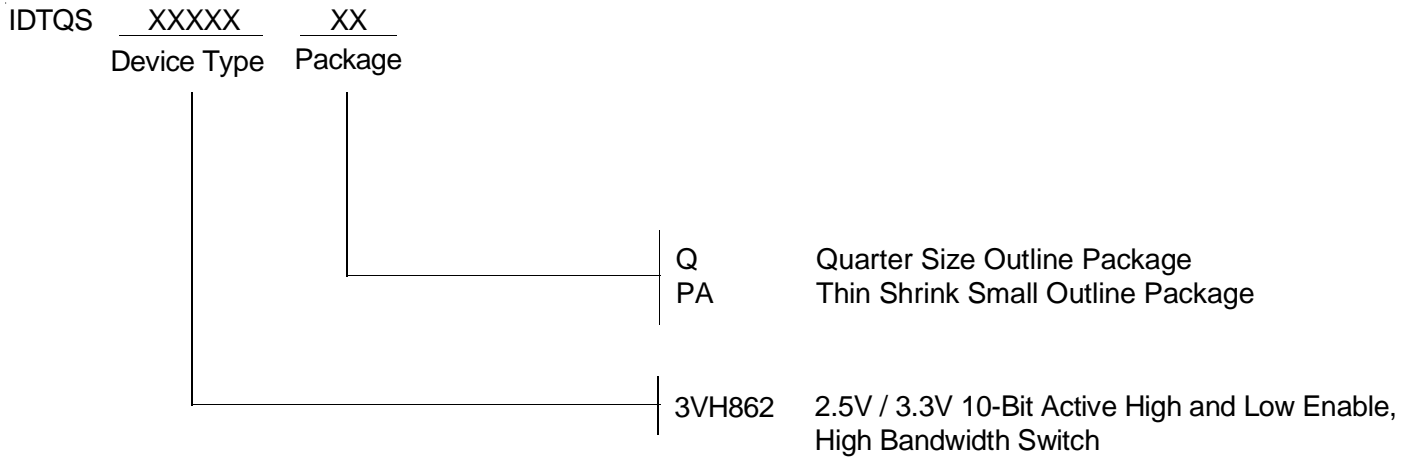 IDTQS XXXXX XX
Device Type Package
Q Quarter Size Outline Package
PA Thin Shrink Small Outline Package
3VH862 2.5V / 3.3V 10-Bit Active High and Low Enable,
High Bandwidth Switch